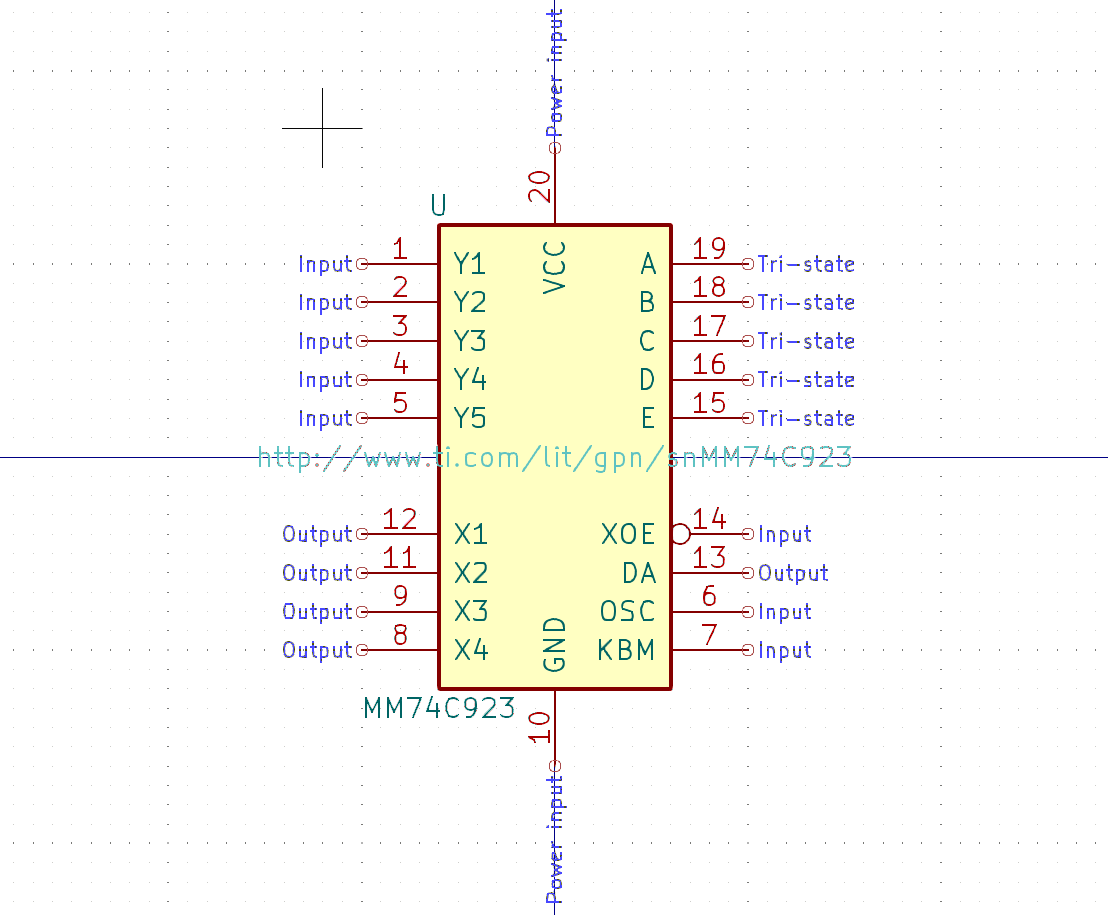 Power input
20
U
VCC
Input 1 Y1 A 19 Tri-state
Input 2 Y2 B 18 Tri-state
Input 3 Y3 C 17 Tri-state
Input 4 Y4 D 16 Tri-state
Input 5 Y5 E 15 Tri-state
http://www.ti.com/lit/gpn/snMM74C923
Output 12 X1 XOE 14 Input
Output 11 X2 DA 13 Output
Output 9 X3 OSC 6 Input
Output 8 X4 KBM 7 Input
GND
MM74C923
10
Power input